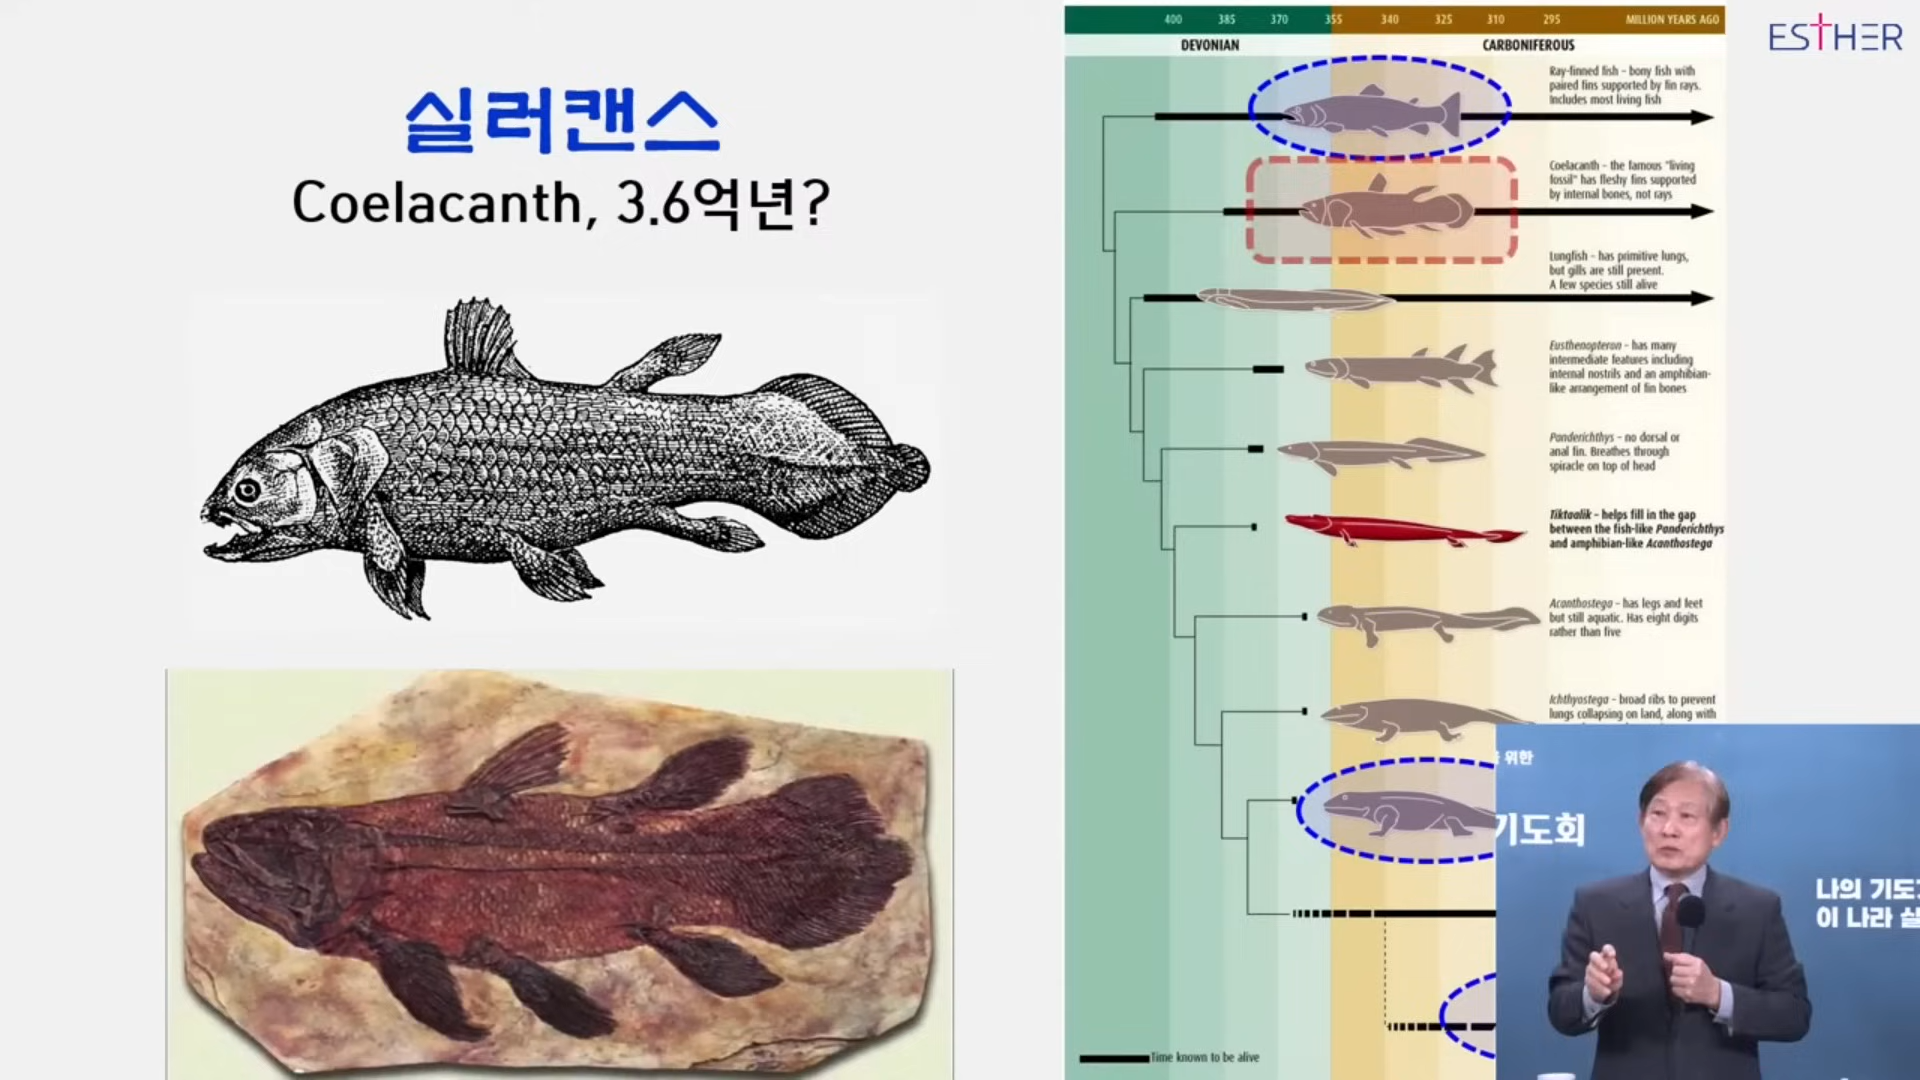 실러캔스
Coelacanth, 3.6억년?
400 385 370 355 340 325 310 295 MILLION YEARS AGO
DEVONIAN CARBONIFEROUS
Ray-finned fish – bony fish with
paired fins supported by fin rays.
Includes most living fish
Coelacanth – the famous "living
fossil" has fleshy fins supported
by internal bones, not rays
Lungfish – has primitive lungs,
but gills are still present.
A few species still alive
Eusthenopteron – has many
intermediate features including
internal nostrils and an amphibian-
like arrangement of fin bones
Panderichthys – no dorsal or
anal fin. Breathes through
spiracle on top of head
Tiktaalik – helps fill in the gap
between the fish-like Panderichthys
and amphibian-like Acanthostega
Acanthostega – has legs and feet
but still aquatic. Has eight digits
rather than five
Ichthyostega – broad ribs to prevent
lungs collapsing on land, along with
Time known to be alive
ESTHER
위한
기도회
나의 기도
이 나라